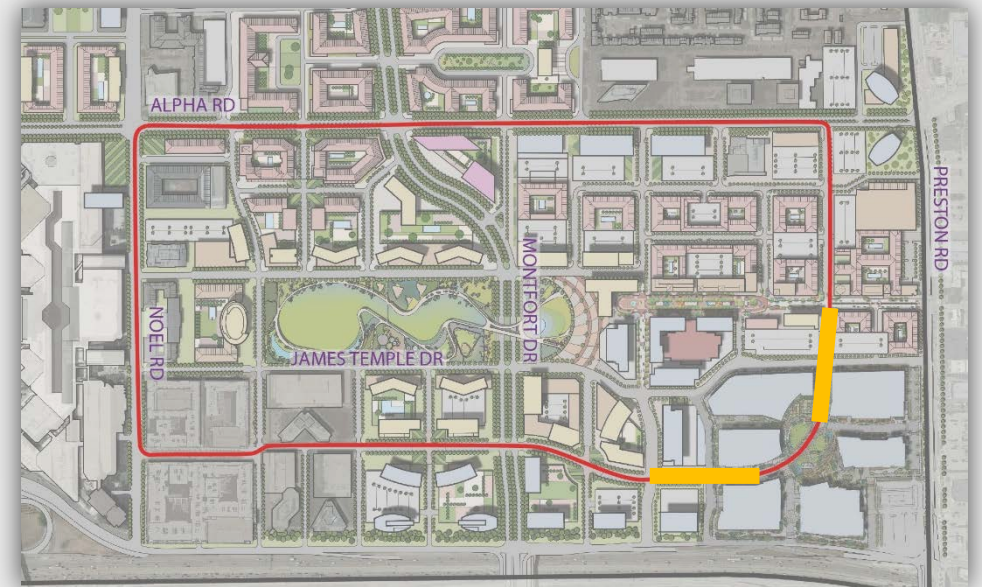 ALPHA RD
PRESTON RD
MONTFORT DR
NOEL RD
JAMES TEMPLE DR